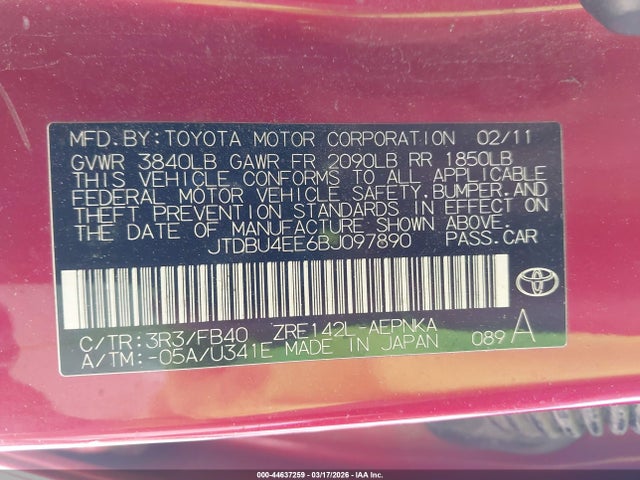 MFD.BY:TOYOTA MOTOR CORPORATION 02/11
GVWR 3840LB GAWR FR 2090LB RR 1850LB
THIS VEHICLE CONFORMS TO ALL APPLICABLE
FEDERAL MOTOR VEHICLE SAFETY,BUMPER,AND
THEFT PREVENTION STANDARDS IN EFFECT ON
THE DATE OF MANUFACTURE SHOWN ABOVE.
JTDBU4EE6BJ097890 PASS.CAR
C/TR:3R3/FB40 ZRE142L-AEPNKA
A/TM:-05A/U341E MADE IN JAPAN 089 A
000-44637259 - 03/17/2026 - IAA Inc.